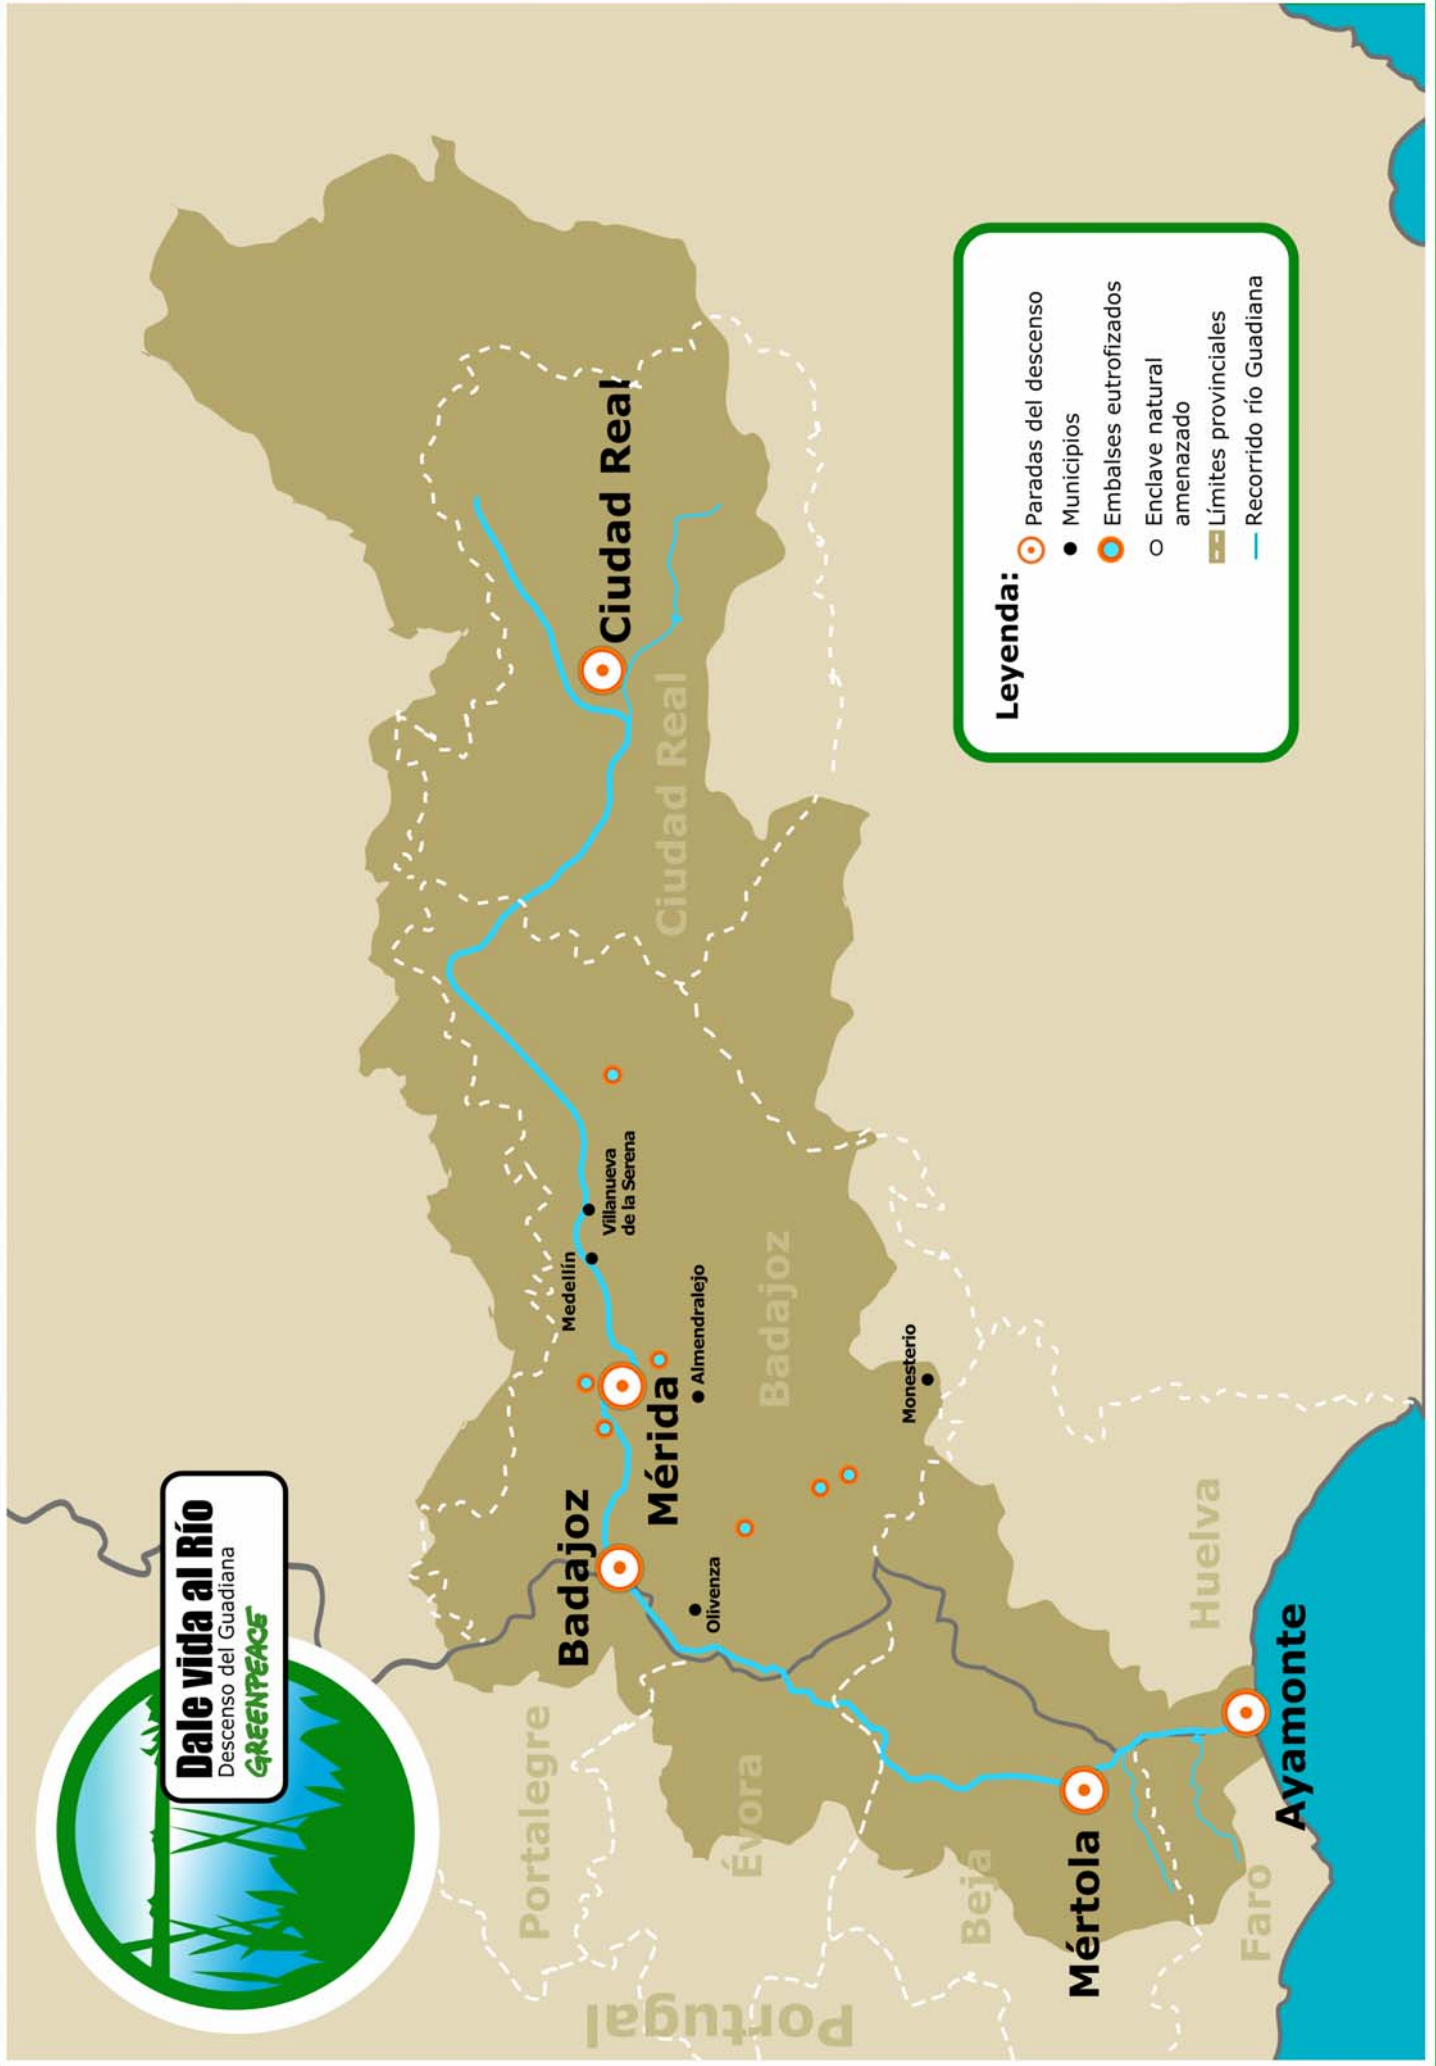 Dale vida al Río
Descenso del Guadiana
GREENPEACE
Portugal
Portalegre
Évora
Beja
Faro
Huelva
Badajoz
Ciudad Real
Badajoz
Mérida
Medellín
Villanueva
de la Serena
Almendralejo
Olivenza
Monesterio
Ciudad Real
Mértola
Ayamonte
Leyenda:
Paradas del descenso
Municipios
Embalses eutrofizados
Enclave natural
amenazado
Límites provinciales
Recorrido río Guadiana